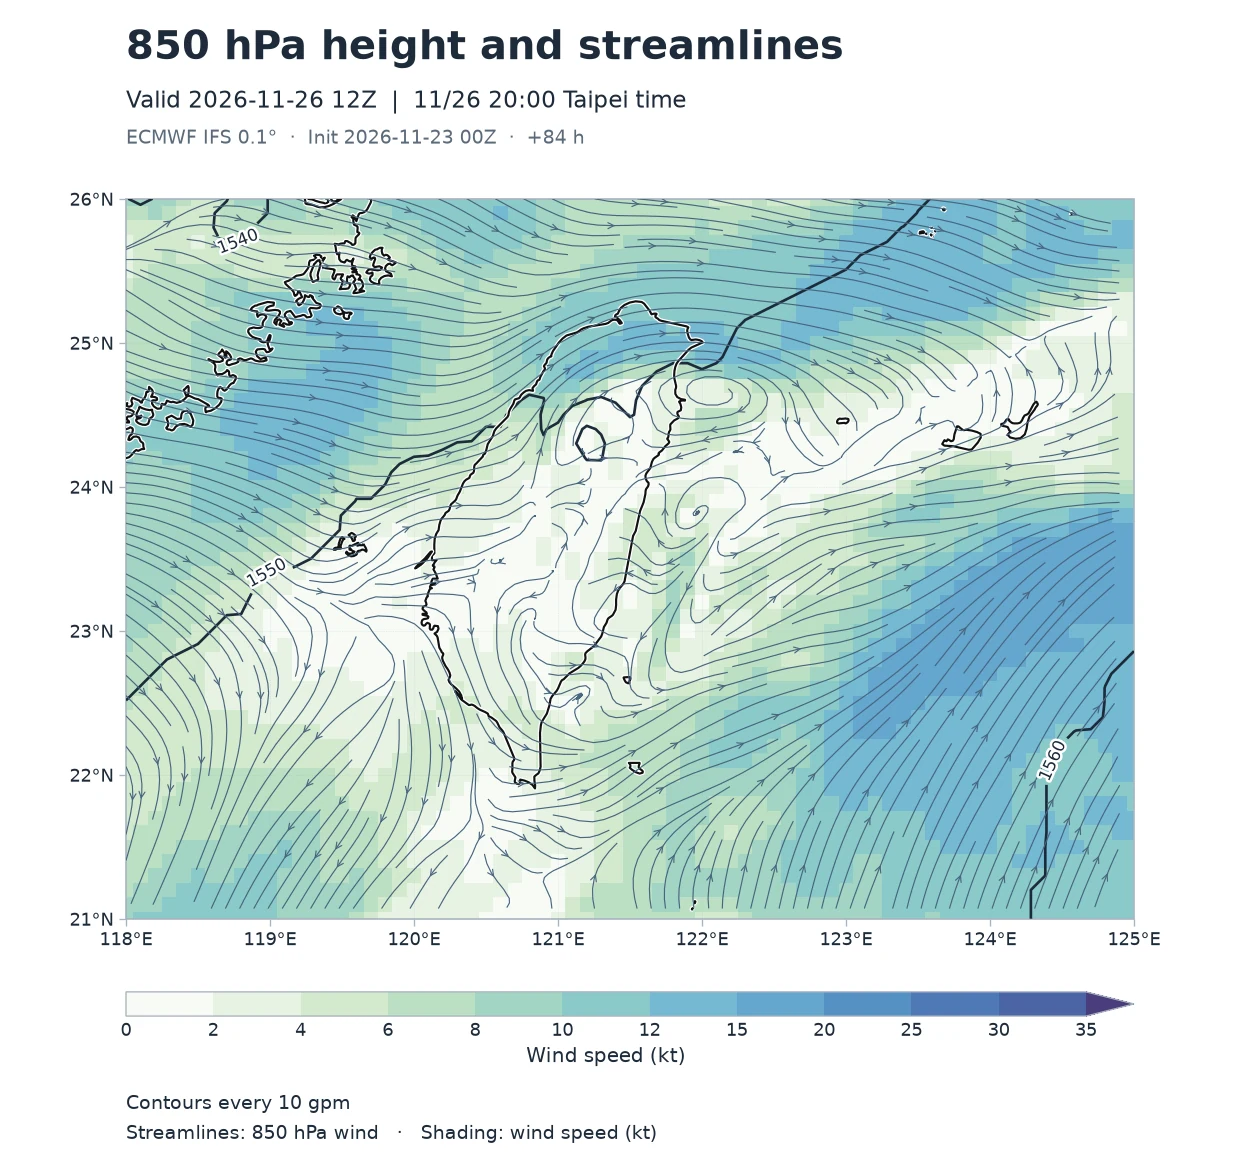 850 hPa height and streamlines
Valid 2026-11-26 12Z | 11/26 20:00 Taipei time
ECMWF IFS 0.1° · Init 2026-11-23 00Z · +84 h
26°N
1540
25°N
24°N
1550
23°N
22°N
1560
21°N
118°E 119°E 120°E 121°E 122°E 123°E 124°E 125°E
0 2 4 6 8 10 12 15 20 25 30 35
Wind speed (kt)
Contours every 10 gpm
Streamlines: 850 hPa wind · Shading: wind speed (kt)